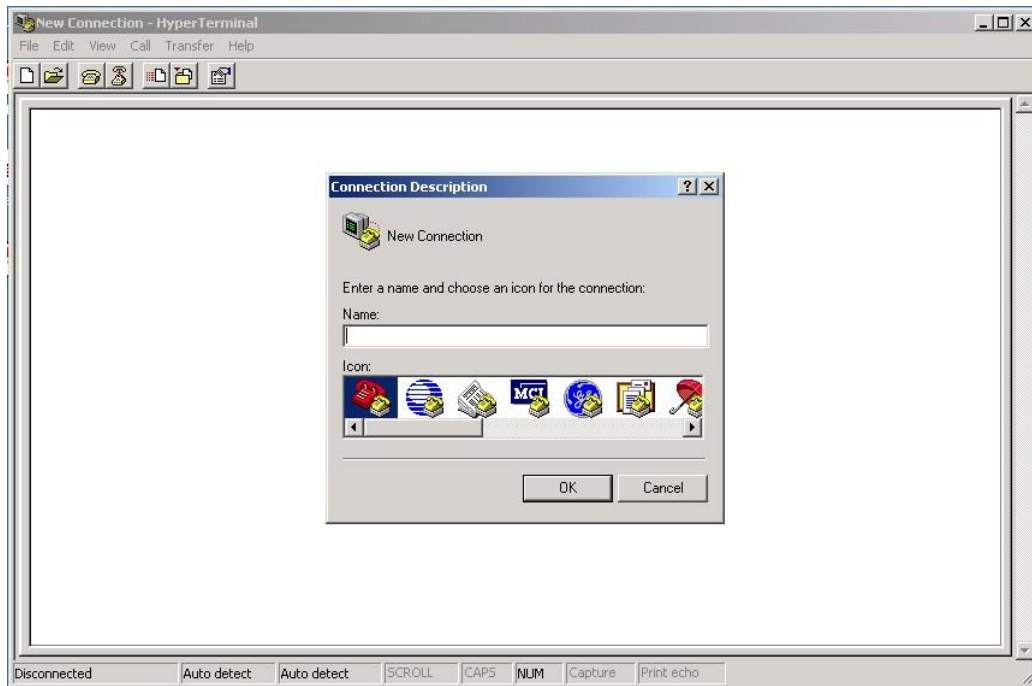 New Connection - HyperTerminal
File Edit View Call Transfer Help
Connection Description
New Connection
Enter a name and choose an icon for the connection:
Name:
Icon:
MCI
OK Cancel
Disconnected Auto detect Auto detect SCROLL CAPS NUM Capture Print echo